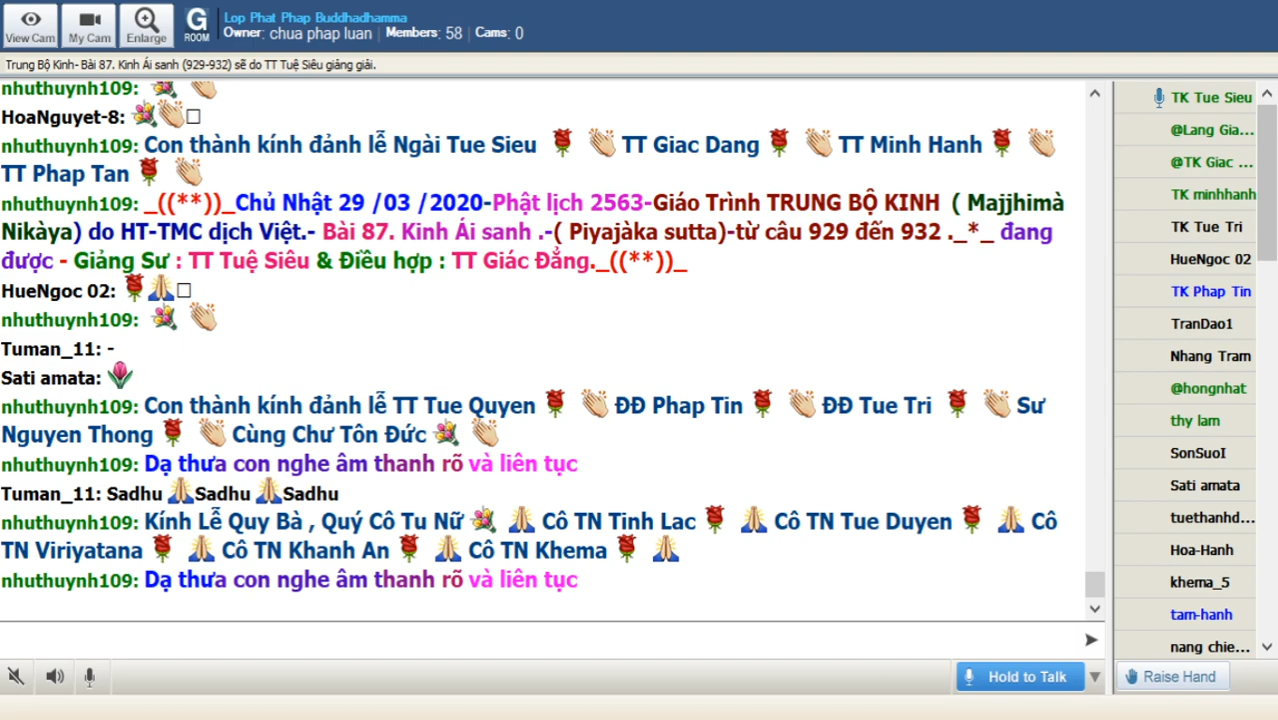 View Cam
My Cam
Enlarge
G
ROOM
Lop Phat Phap Buddhadhamma
Owner: chua phap luan | Members: 58 | Cams: 0
Trung Bộ Kinh- Bài 87. Kinh Ái sanh (929-932) sẽ do TT Tuệ Siêu giảng giải.
nhuthuynh109:
HoaNguyet-8:
nhuthuynh109: Con thành kính đảnh lễ Ngài Tue Sieu TT Giac Dang TT Minh Hanh
TT Phap Tan
nhuthuynh109: _((**))_Chủ Nhật 29 /03 /2020-Phật lịch 2563-Giáo Trình TRUNG BỘ KINH ( Majjhimà
Nikàya) do HT-TMC dịch Việt.- Bài 87. Kinh Ái sanh .-( Piyajàka sutta)-từ câu 929 đến 932 ._*_ đang
được - Giảng Sư : TT Tuệ Siêu & Điều hợp : TT Giác Đẳng._((**))_
HueNgoc 02:
nhuthuynh109:
Tuman_11: -
Sati amata:
nhuthuynh109: Con thành kính đảnh lễ TT Tue Quyen ĐĐ Phap Tin ĐĐ Tue Tri Sư
Nguyen Thong Cùng Chư Tôn Đức
nhuthuynh109: Dạ thưa con nghe âm thanh rõ và liên tục
Tuman_11: Sadhu Sadhu Sadhu
nhuthuynh109: Kính Lễ Quy Bà , Quý Cô Tu Nữ Cô TN Tinh Lac Cô TN Tue Duyen Cô
TN Viriyatana Cô TN Khanh An Cô TN Khema
nhuthuynh109: Dạ thưa con nghe âm thanh rõ và liên tục
Hold to Talk
TK Tue Sieu
@Lang Gia...
@TK Giac ...
TK minhhanh
TK Tue Tri
HueNgoc 02
TK Phap Tin
TranDao1
Nhang Tram
@hongnhat
thy lam
SonSuoI
Sati amata
tuethanhd...
Hoa-Hanh
khema_5
tam-hanh
nang chie...
Raise Hand